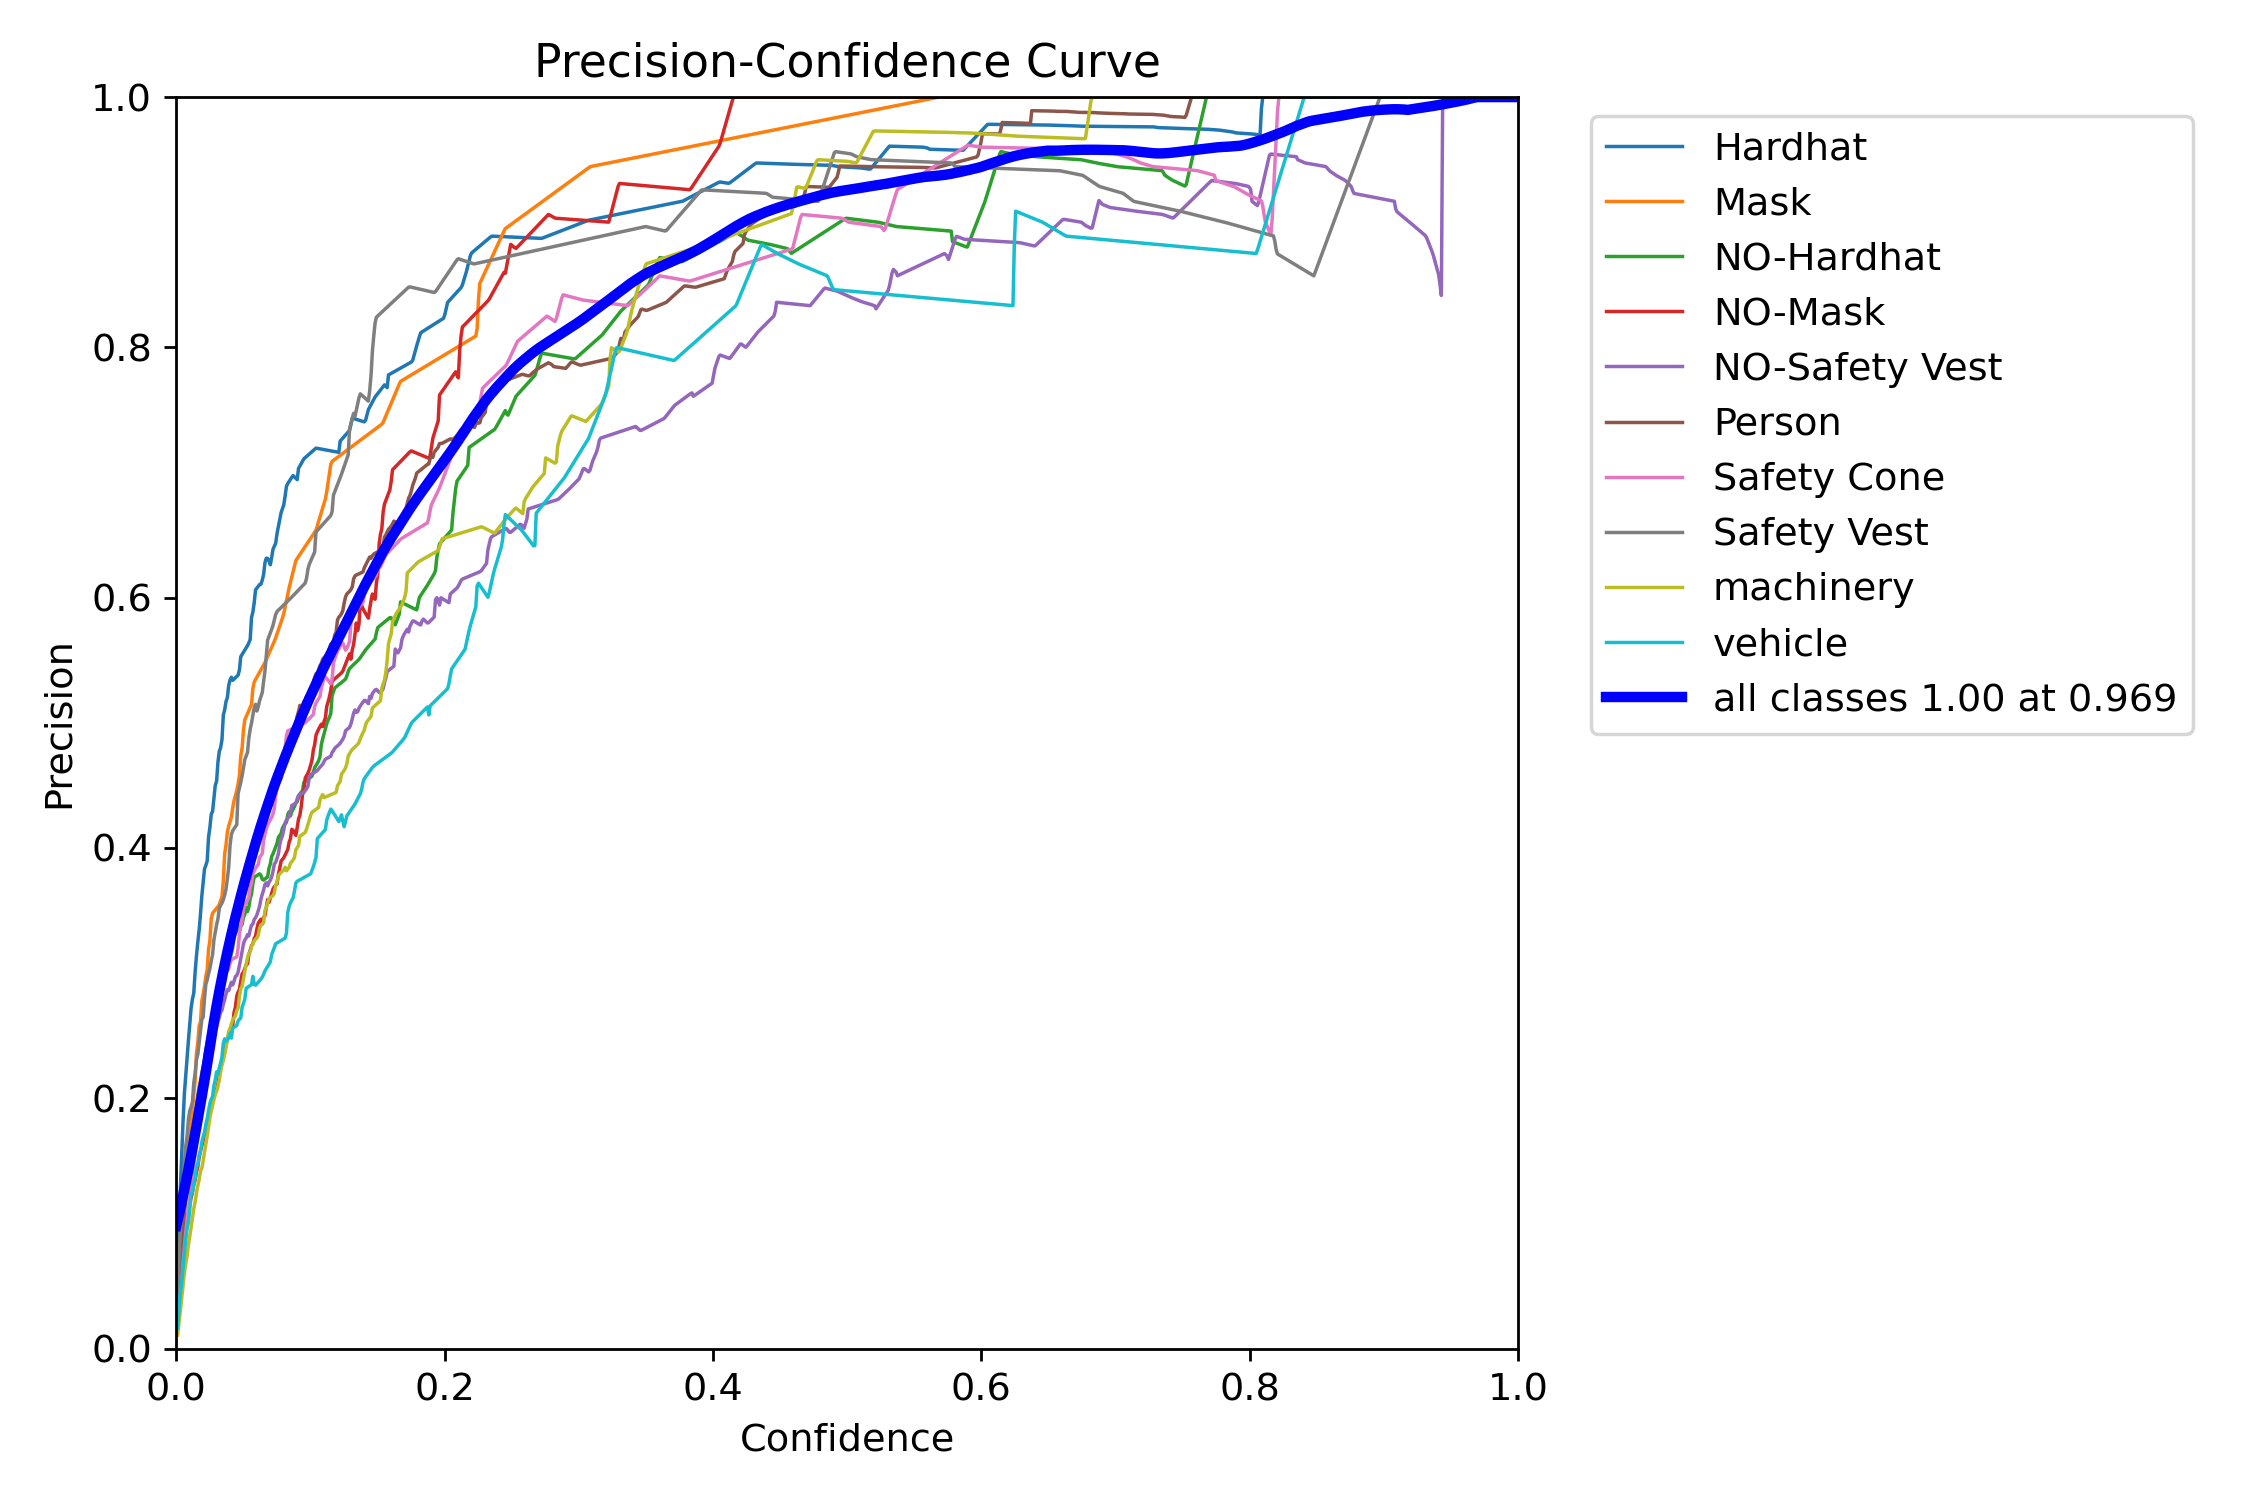 Precision-Confidence Curve
1.0
0.8
0.6
0.4
0.2
0.0
Precision
0.0 0.2 0.4 0.6 0.8 1.0
Confidence
Hardhat
Mask
NO-Hardhat
NO-Mask
NO-Safety Vest
Person
Safety Cone
Safety Vest
machinery
vehicle
all classes 1.00 at 0.969